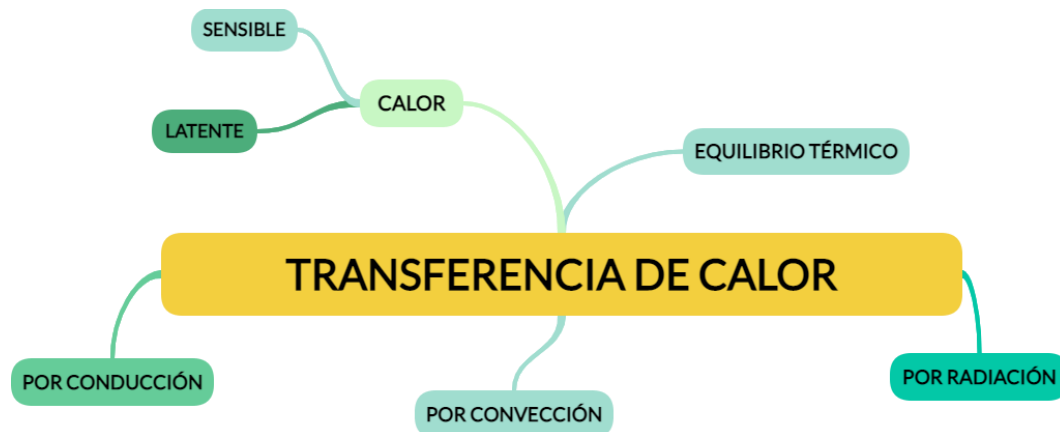 SENSIBLE
CALOR
LATENTE
EQUILIBRIO TÉRMICO
TRANSFERENCIA DE CALOR
POR CONDUCCIÓN
POR CONVECCIÓN
POR RADIACIÓN